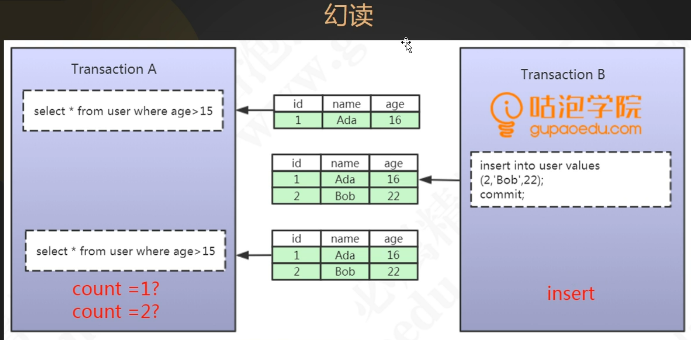 幻读
Transaction A
Transaction B
select * from user where age>15
id name age
1 Ada 16
咕泡学院
gupaoedu.com
id name age
1 Ada 16
2 Bob 22
insert into user values
(2,'Bob',22);
commit;
select * from user where age>15
id name age
1 Ada 16
2 Bob 22
count =1?
count =2?
insert